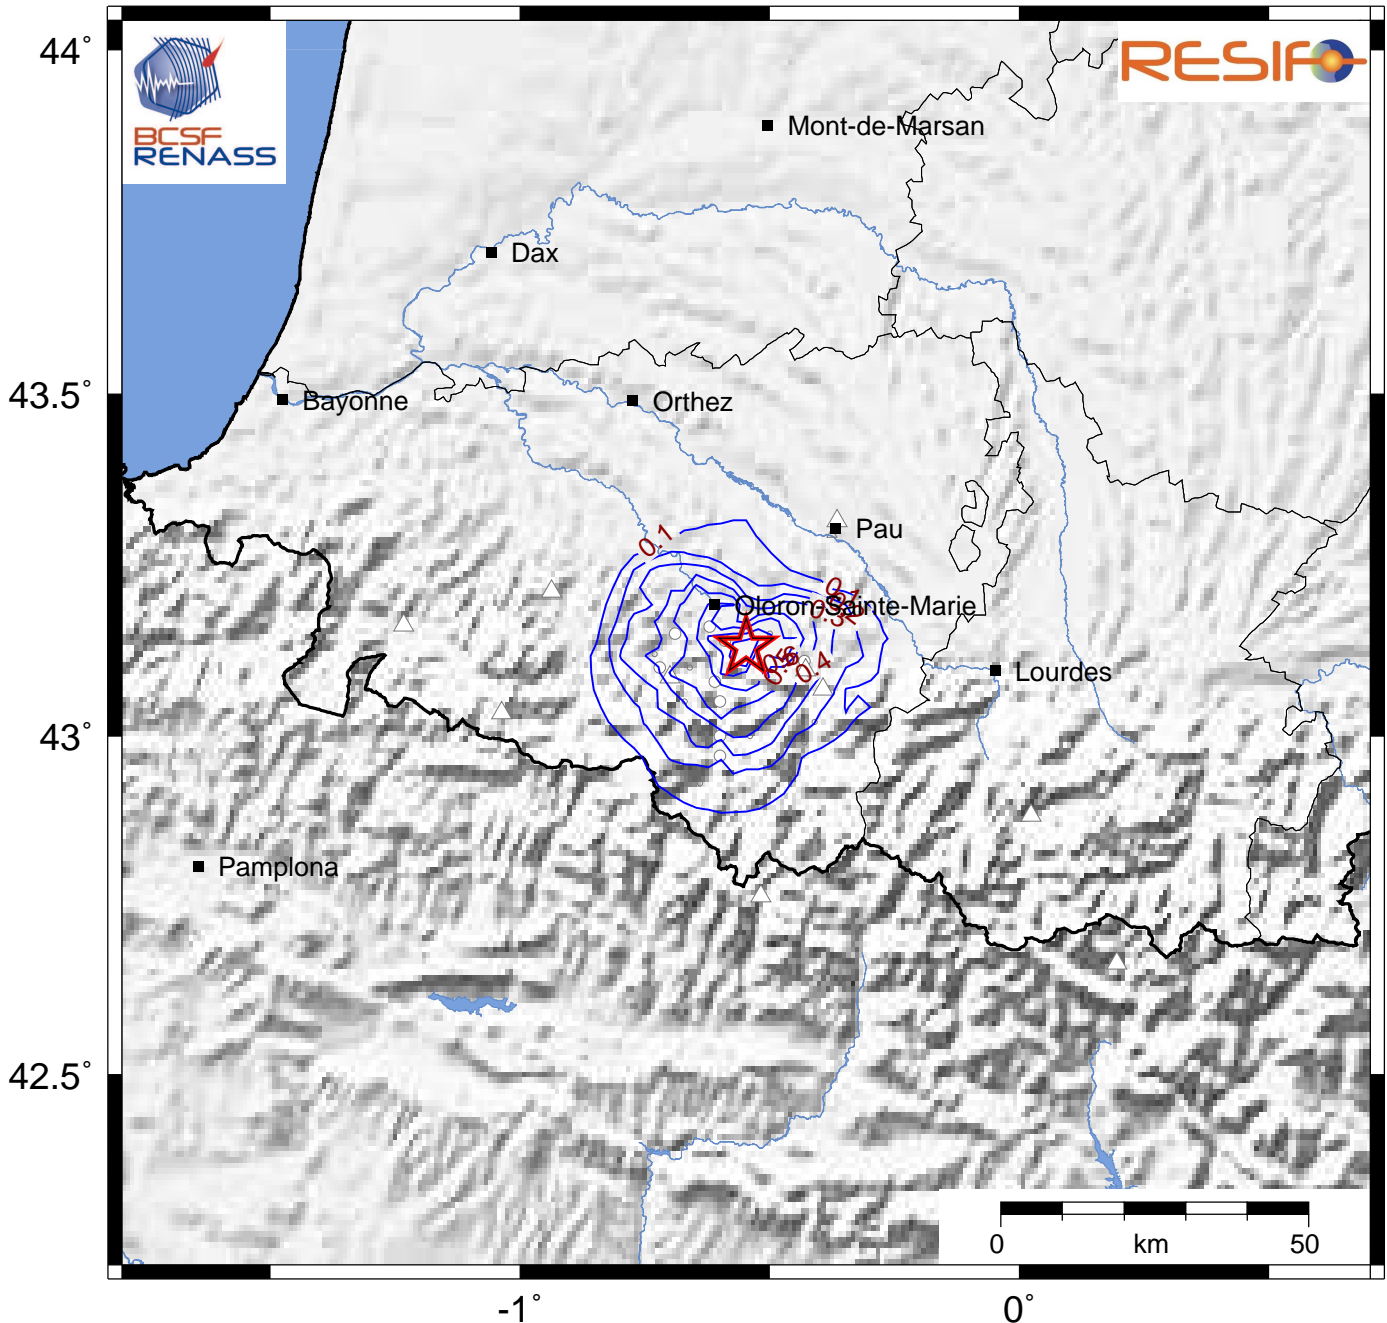 44°
BCSF
RENASS
RESIF
Mont-de-Marsan
Dax
43.5°
Bayonne
Orthez
0.1
Pau
Oloron-Sainte-Marie
0.4
Lourdes
43°
Pamplona
42.5°
0
km
50
-1°
0°